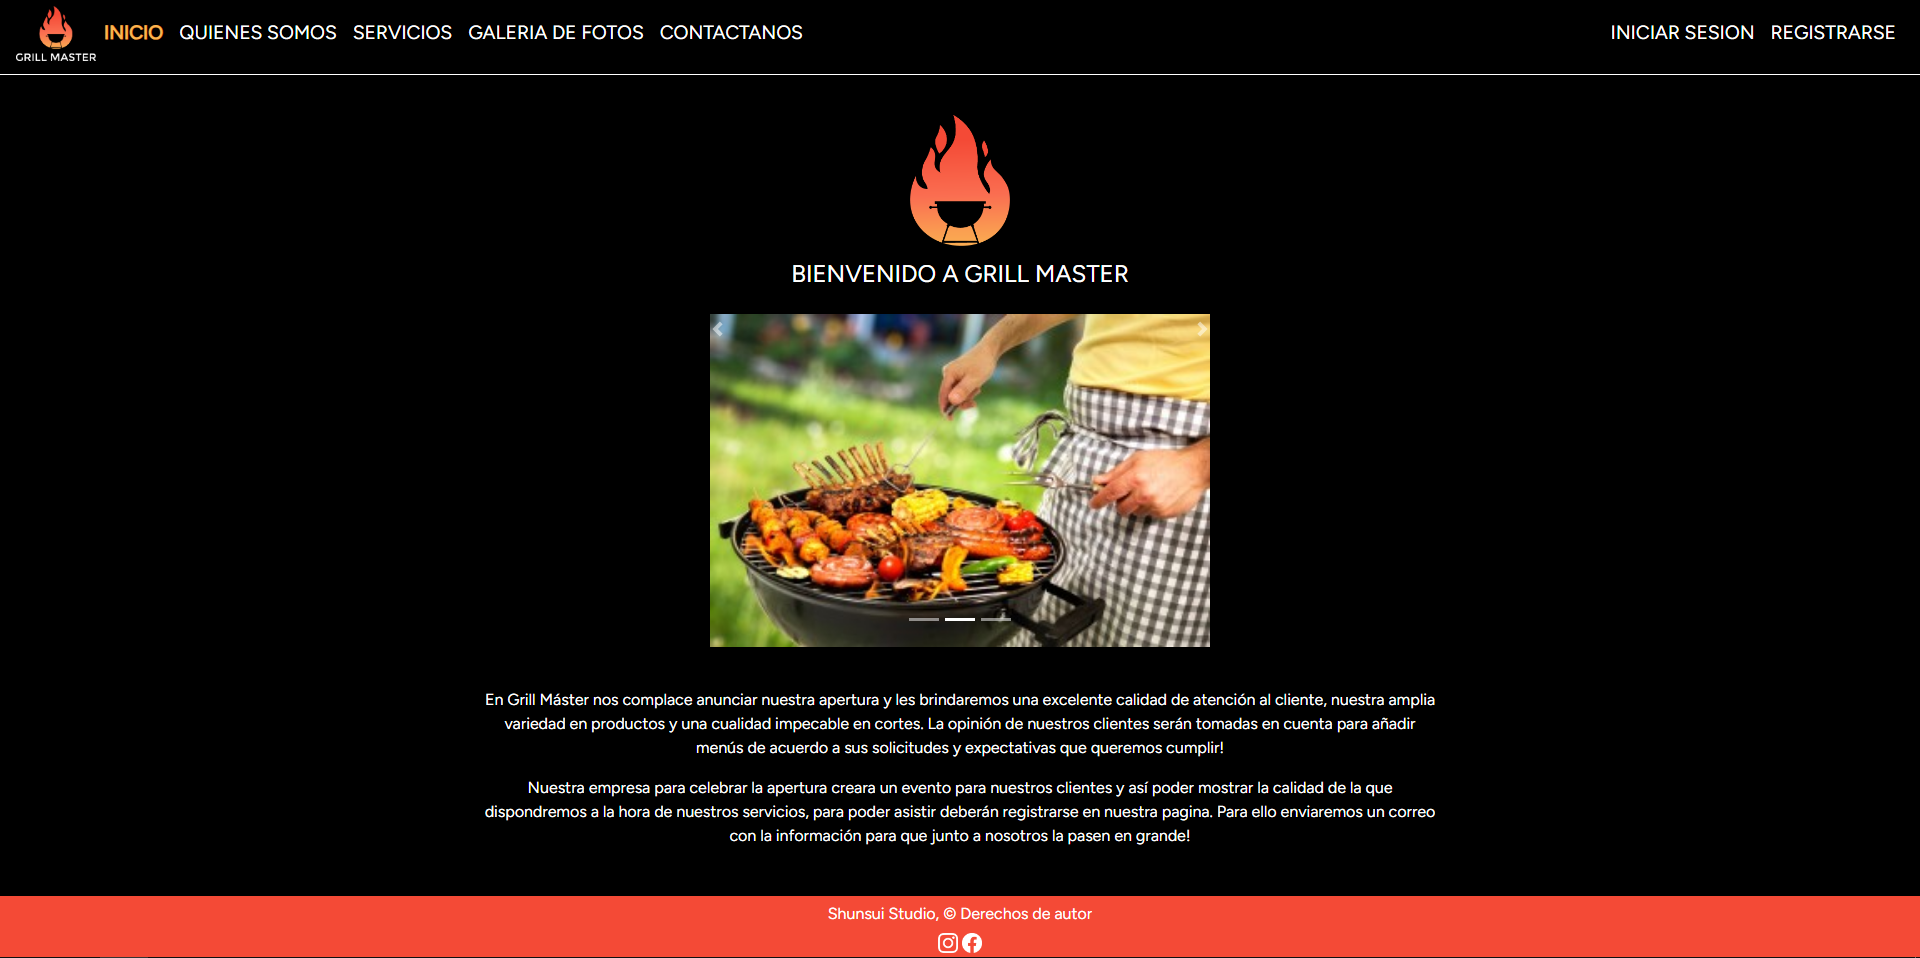 GRILL MASTER
INICIO QUIENES SOMOS SERVICIOS GALERIA DE FOTOS CONTACTANOS INICIAR SESION REGISTRARSE
BIENVENIDO A GRILL MASTER
En Grill Máster nos complace anunciar nuestra apertura y les brindaremos una excelente calidad de atención al cliente, nuestra amplia
variedad en productos y una cualidad impecable en cortes. La opinión de nuestros clientes serán tomadas en cuenta para añadir
menús de acuerdo a sus solicitudes y expectativas que queremos cumplir!
Nuestra empresa para celebrar la apertura creara un evento para nuestros clientes y así poder mostrar la calidad de la que
dispondremos a la hora de nuestros servicios, para poder asistir deberán registrarse en nuestra pagina. Para ello enviaremos un correo
con la información para que junto a nosotros la pasen en grande!
Shunsui Studio, © Derechos de autor